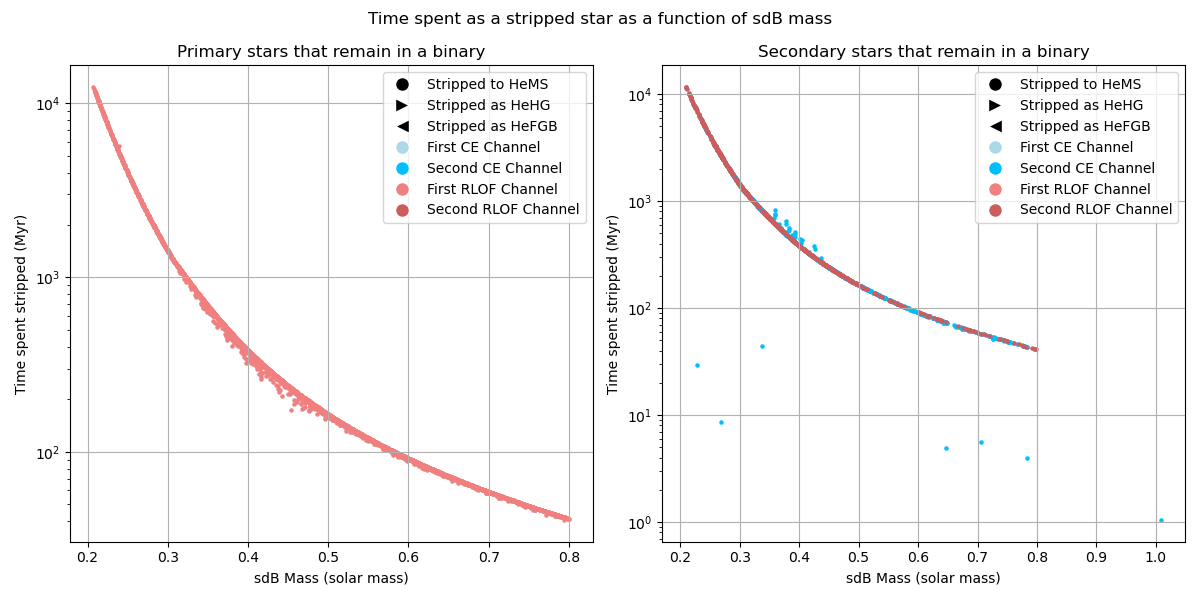 Time spent as a stripped star as a function of sdB mass
Primary stars that remain in a binary
Time spent stripped (Myr)
10^4
10^3
10^2
Stripped to HeMS
Stripped as HeHG
Stripped as HeFGB
First CE Channel
Second CE Channel
First RLOF Channel
Second RLOF Channel
0.2 0.3 0.4 0.5 0.6 0.7 0.8
sdB Mass (solar mass)
Secondary stars that remain in a binary
Time spent stripped (Myr)
10^4
10^3
10^2
10^1
10^0
Stripped to HeMS
Stripped as HeHG
Stripped as HeFGB
First CE Channel
Second CE Channel
First RLOF Channel
Second RLOF Channel
0.2 0.3 0.4 0.5 0.6 0.7 0.8 0.9 1.0
sdB Mass (solar mass)